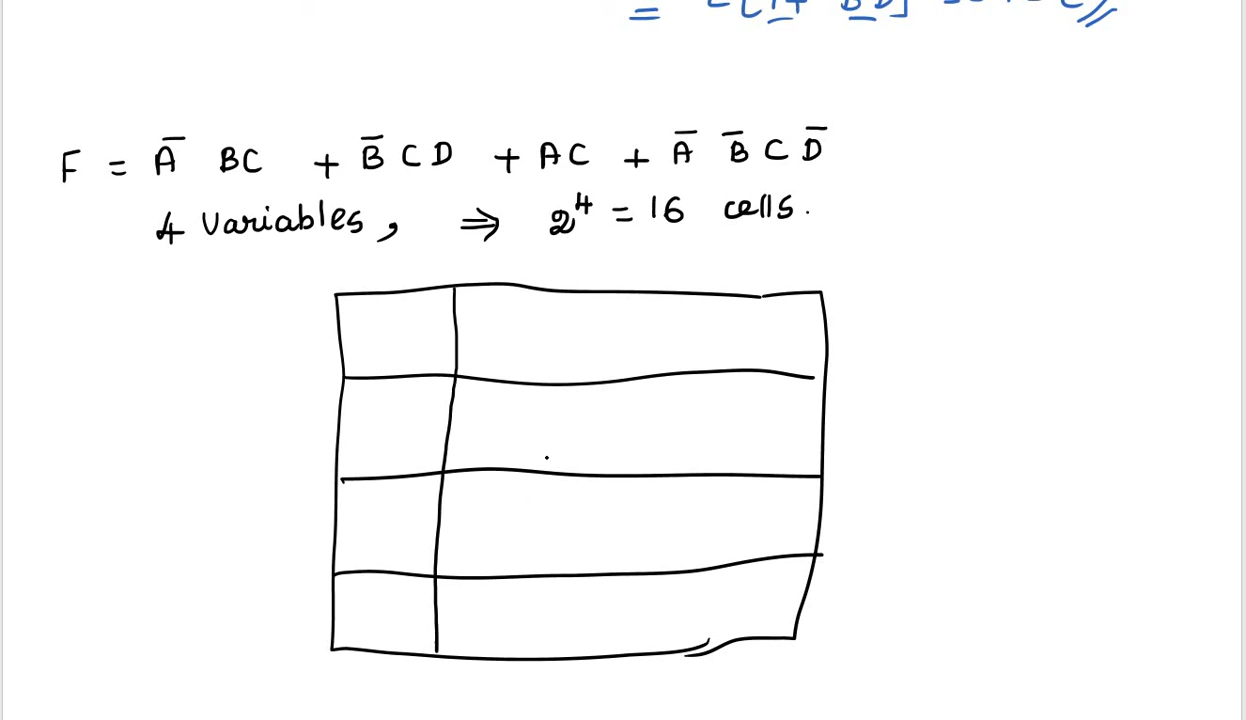 F = A̅ BC + B̅ C D + AC + A̅ B̅ C D̅
4 Variables, ⇒ 2⁴ = 16 cells.